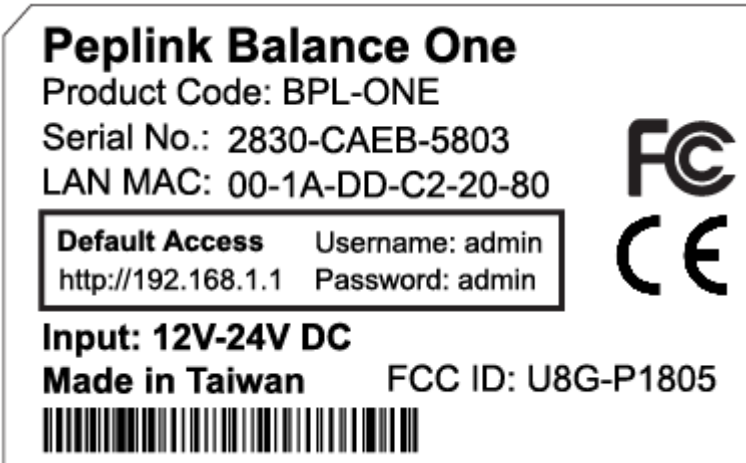 Peplink Balance One
Product Code: BPL-ONE
Serial No.: 2830-CAEB-5803
LAN MAC: 00-1A-DD-C2-20-80
FC
CE
Default Access Username: admin
http://192.168.1.1 Password: admin
Input: 12V-24V DC
Made in Taiwan FCC ID: U8G-P1805